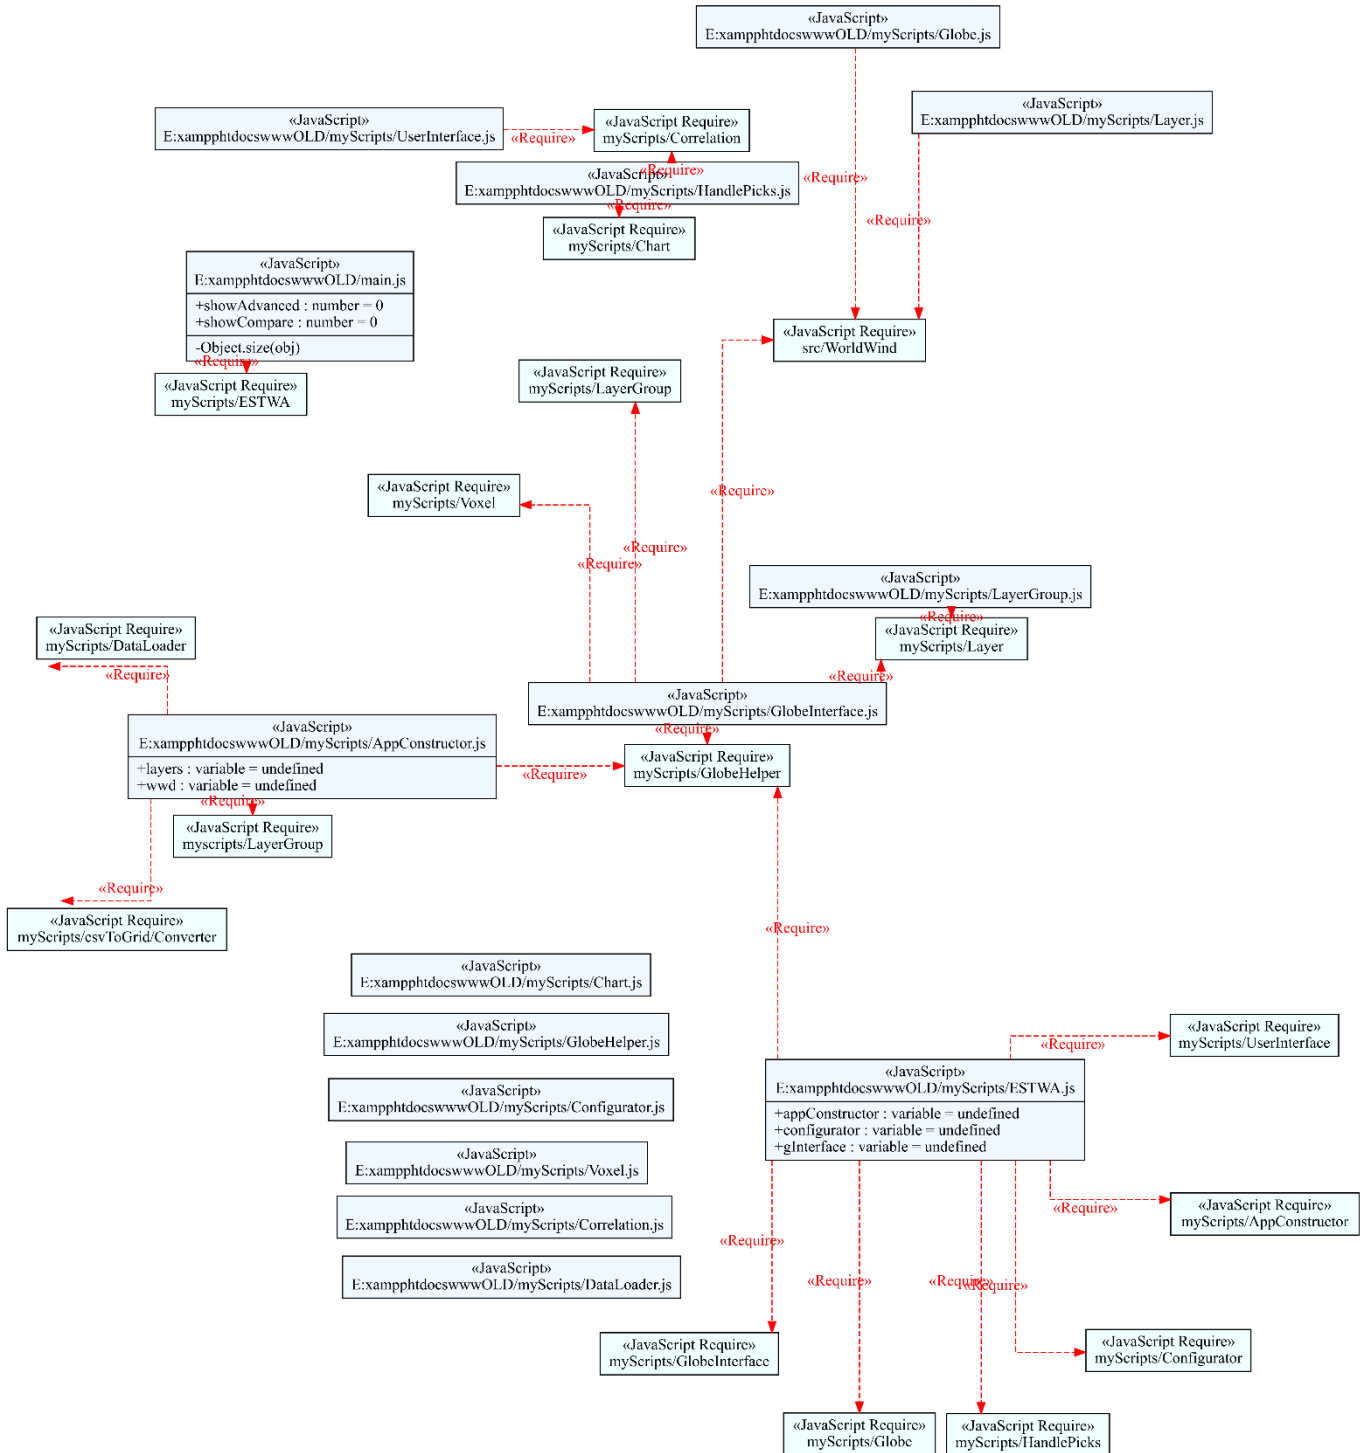 «JavaScript»
E:xampphtdocswwwOLD/myScripts/Globe.js
«JavaScript»
E:xampphtdocswwwOLD/myScripts/Layer.js
«JavaScript»
E:xampphtdocswwwOLD/myScripts/UserInterface.js
«Require»
«JavaScript Require»
myScripts/Correlation
«Require»
«JavaScript»
E:xampphtdocswwwOLD/myScripts/HandlePicks.js
«Require»
«Require»
«Require»
«JavaScript Require»
myScripts/Chart
«JavaScript»
E:xampphtdocswwwOLD/main.js
+showAdvanced : number = 0
+showCompare : number = 0
-Object.size(obj)
«Require»
«JavaScript Require»
myScripts/ESTWA
«JavaScript Require»
src/WorldWind
«JavaScript Require»
myScripts/LayerGroup
«JavaScript Require»
myScripts/Voxel
«Require»
«Require»
«Require»
«JavaScript»
E:xampphtdocswwwOLD/myScripts/LayerGroup.js
«Require»
«JavaScript Require»
myScripts/Layer
«Require»
«JavaScript Require»
myScripts/DataLoader
«Require»
«JavaScript»
E:xampphtdocswwwOLD/myScripts/GlobeInterface.js
«Require»
«JavaScript»
E:xampphtdocswwwOLD/myScripts/AppConstructor.js
+layers : variable = undefined
+wwd : variable = undefined
«Require»
«JavaScript Require»
myScripts/GlobeHelper
«Require»
«JavaScript Require»
myscripts/LayerGroup
«Require»
«JavaScript Require»
myScripts/csvToGrid/Converter
«Require»
«JavaScript»
E:xampphtdocswwwOLD/myScripts/Chart.js
«JavaScript»
E:xampphtdocswwwOLD/myScripts/GlobeHelper.js
«JavaScript Require»
myScripts/UserInterface
«Require»
«JavaScript»
E:xampphtdocswwwOLD/myScripts/ESTWA.js
+appConstructor : variable = undefined
+configurator : variable = undefined
+gInterface : variable = undefined
«JavaScript»
E:xampphtdocswwwOLD/myScripts/Configurator.js
«JavaScript»
E:xampphtdocswwwOLD/myScripts/Voxel.js
«JavaScript»
E:xampphtdocswwwOLD/myScripts/Correlation.js
«Require»
«JavaScript Require»
myScripts/AppConstructor
«Require»
«JavaScript»
E:xampphtdocswwwOLD/myScripts/DataLoader.js
«Require»
«Require»
«Require»
«JavaScript Require»
myScripts/GlobeInterface
«JavaScript Require»
myScripts/Configurator
«JavaScript Require»
myScripts/Globe
«JavaScript Require»
myScripts/HandlePicks